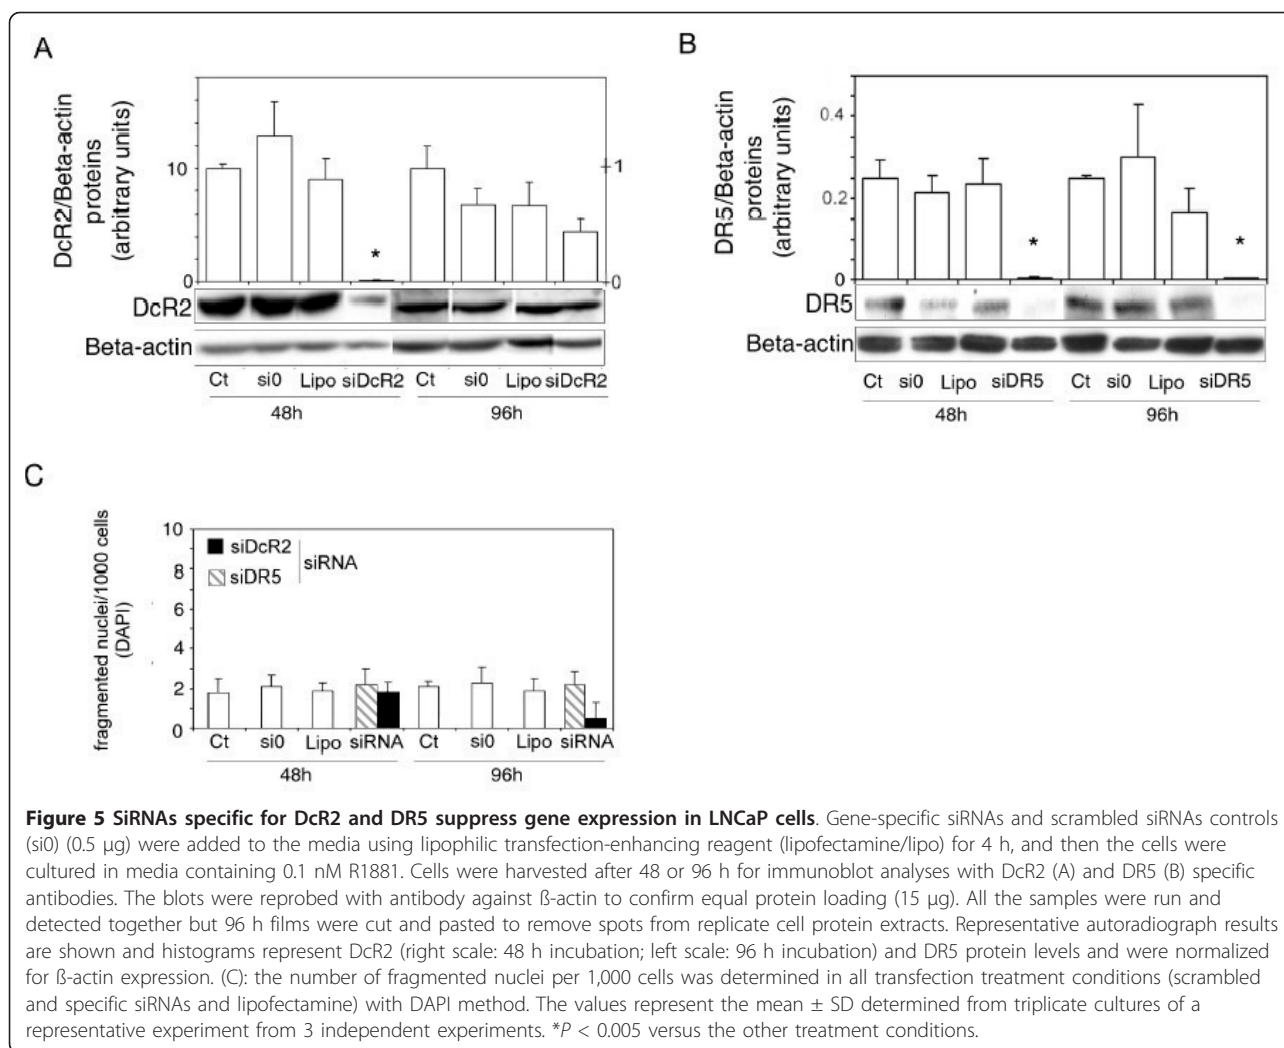 A
DcR2/Beta-actin
proteins
(arbitrary units)
10
0
1
0
*
DcR2
Beta-actin
Ct si0 Lipo siDcR2 Ct si0 Lipo siDcR2
48h 96h
B
DR5/Beta-actin
proteins
(arbitrary units)
0.4
0.2
0
* *
DR5
Beta-actin
Ct si0 Lipo siDR5 Ct si0 Lipo siDR5
48h 96h
C
fragmented nuclei/1000 cells
(DAPI)
10
8
6
4
2
0
siDcR2
siDR5
siRNA
Ct si0 Lipo siRNA Ct si0 Lipo siRNA
48h 96h
Figure 5 SiRNAs specific for DcR2 and DR5 suppress gene expression in LNCaP cells. Gene-specific siRNAs and scrambled siRNAs controls
(si0) (0.5 μg) were added to the media using lipophilic transfection-enhancing reagent (lipofectamine/lipo) for 4 h, and then the cells were
cultured in media containing 0.1 nM R1881. Cells were harvested after 48 or 96 h for immunoblot analyses with DcR2 (A) and DR5 (B) specific
antibodies. The blots were reprobed with antibody against ß-actin to confirm equal protein loading (15 μg). All the samples were run and
detected together but 96 h films were cut and pasted to remove spots from replicate cell protein extracts. Representative autoradiograph results
are shown and histograms represent DcR2 (right scale: 48 h incubation; left scale: 96 h incubation) and DR5 protein levels and were normalized
for ß-actin expression. (C): the number of fragmented nuclei per 1,000 cells was determined in all transfection treatment conditions (scrambled
and specific siRNAs and lipofectamine) with DAPI method. The values represent the mean ± SD determined from triplicate cultures of a
representative experiment from 3 independent experiments. *P < 0.005 versus the other treatment conditions.